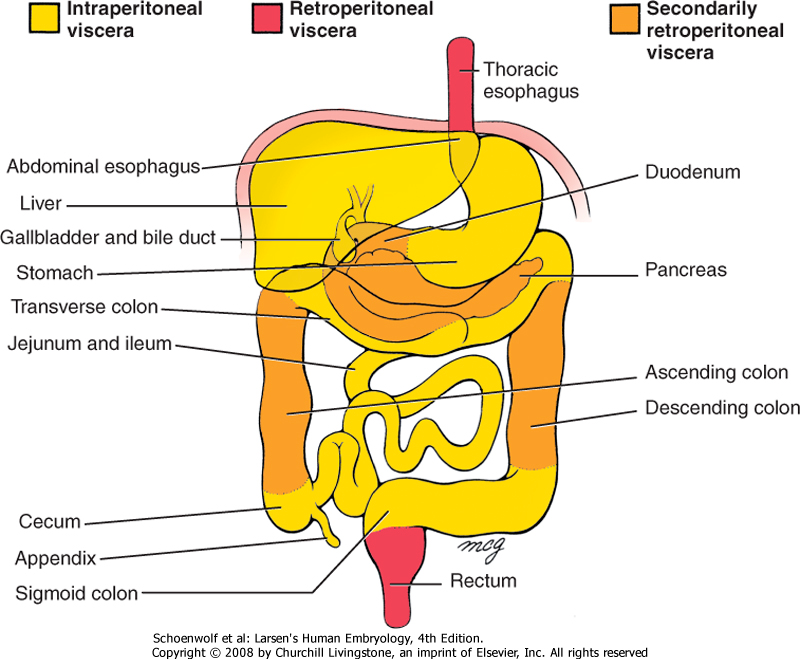 Intraperitoneal
viscera
Retroperitoneal
viscera
Secondarily
retroperitoneal
viscera
Thoracic
esophagus
Abdominal esophagus
Duodenum
Liver
Gallbladder and bile duct
Stomach
Pancreas
Transverse colon
Jejunum and ileum
Ascending colon
Descending colon
Cecum
Appendix
mcg
Sigmoid colon
Rectum
Schoenwolf et al: Larsen's Human Embryology, 4th Edition.
Copyright © 2008 by Churchill Livingstone, an imprint of Elsevier, Inc. All rights reserved